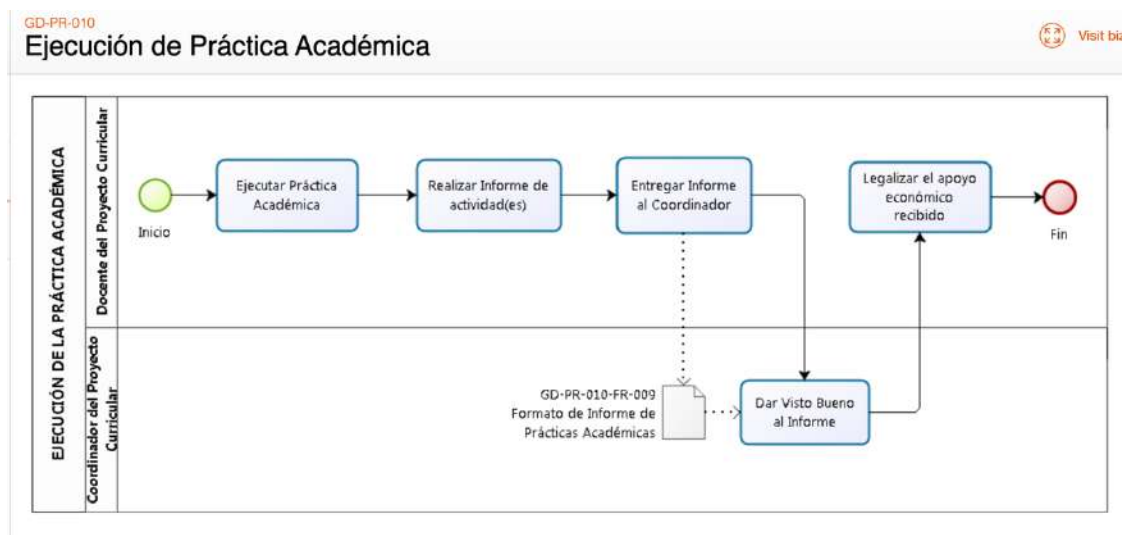 GD-PR-010
Ejecución de Práctica Académica
Visit biz
EJECUCIÓN DE LA PRÁCTICA ACADÉMICA
Docente del Proyecto Curricular
Inicio
Ejecutar Práctica
Académica
Realizar Informe de
actividad(es)
Entregar Informe
al Coordinador
Legalizar el apoyo
económico
recibido
Fin
Coordinador del Proyecto
Curricular
GD-PR-010-FR-009
Formato de Informe de
Prácticas Académicas
Dar Visto Bueno
al Informe